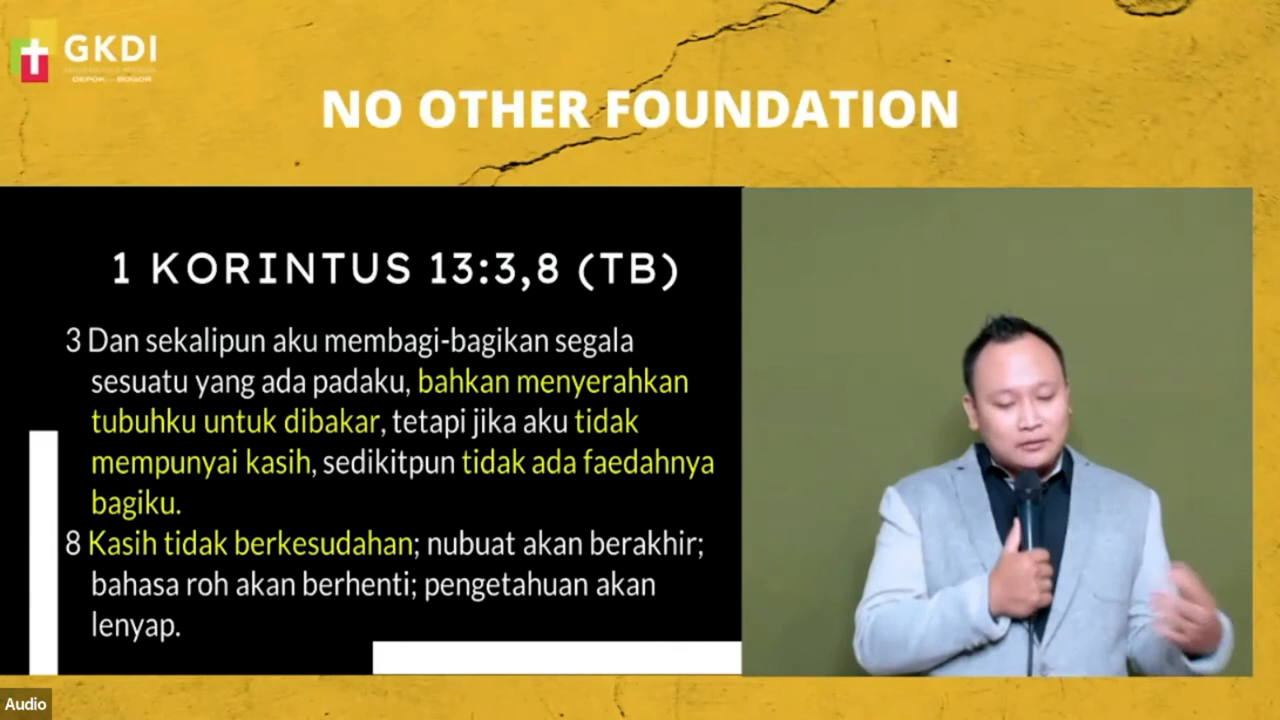 GKDI
DEPOK BOGOR
NO OTHER FOUNDATION
1 KORINTUS 13:3,8 (TB)
3 Dan sekalipun aku membagi-bagikan segala
sesuatu yang ada padaku, bahkan menyerahkan
tubuhku untuk dibakar, tetapi jika aku tidak
mempunyai kasih, sedikitpun tidak ada faedahnya
bagiku.
8 Kasih tidak berkesudahan; nubuat akan berakhir;
bahasa roh akan berhenti; pengetahuan akan
lenyap.
Audio